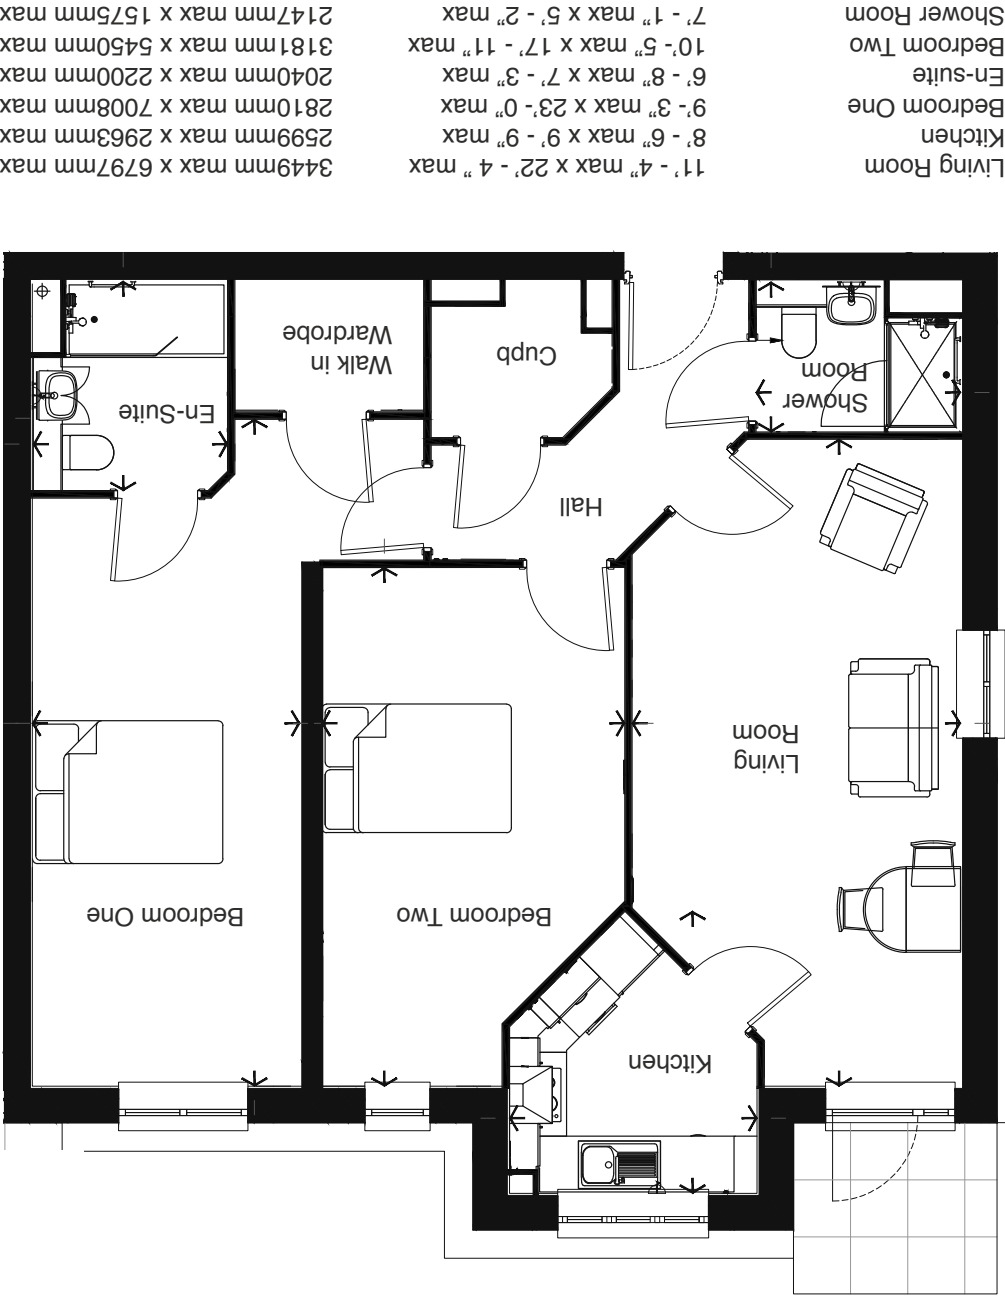 Kitchen
Bedroom Two
Bedroom One
Living
Room
Hall
Shower
Room
Cupb
Walk in
Wardrobe
En-Suite
Living Room 11’ - 4” max x 22’ - 4 ” max 3449mm max x 6797mm max
Kitchen 8’ - 6” max x 9’ - 9” max 2599mm max x 2963mm max
Bedroom One 9’- 3” max x 23’- 0” max 2810mm max x 7008mm max
En-suite 6’ - 8” max x 7’ - 3” max 2040mm max x 2200mm max
Bedroom Two 10’- 5” max x 17’ - 11” max 3181mm max x 5450mm max
Shower Room 7’ - 1” max x 5’ - 2” max 2147mm max x 1575mm max